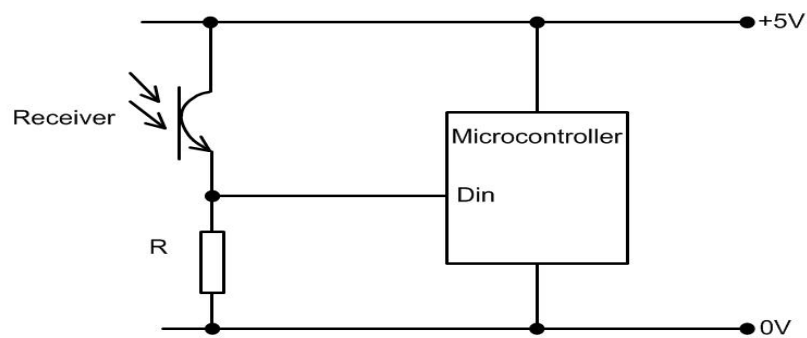 +5V
Receiver
Microcontroller
Din
R
0V